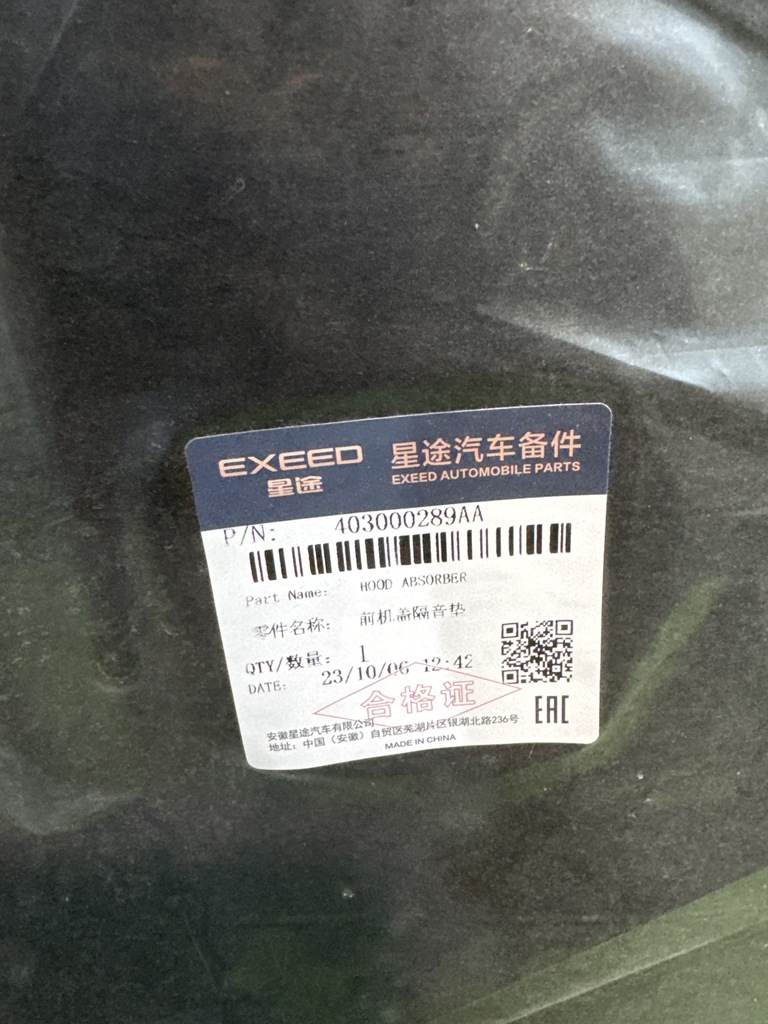 EXEED
星途
星途汽车备件
EXEED AUTOMOBILE PARTS
P/N: 403000289AA
Part Name: HOOD ABSORBER
零件名称: 前机盖隔音垫
QTY/数量: 1
DATE: 23/10/06 12:42
合格证
安徽星途汽车有限公司
地址: 中国（安徽）自贸区芜湖片区银湖北路236号
MADE IN CHINA
EAC